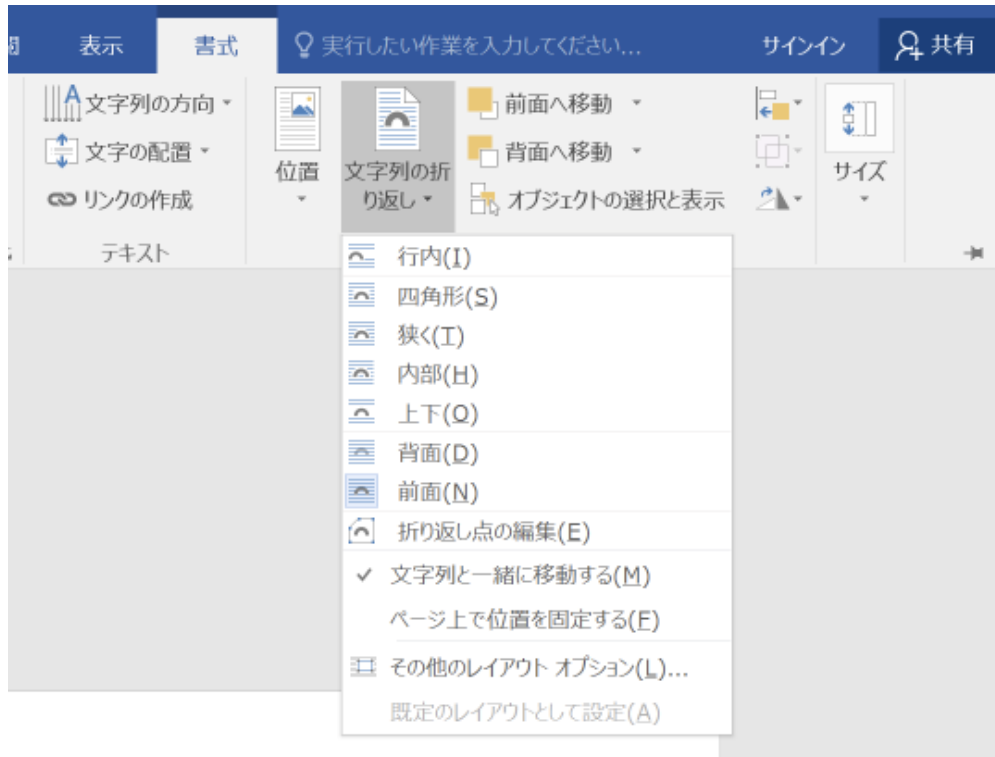 表示 書式 実行したい作業を入力してください... サインイン 共有
文字列の方向
文字の配置
リンクの作成
テキスト
位置
文字列の折
り返し
前面へ移動
背面へ移動
オブジェクトの選択と表示
サイズ
行内(I)
四角形(S)
狭く(T)
内部(H)
上下(O)
背面(D)
前面(N)
折り返し点の編集(E)
文字列と一緒に移動する(M)
ページ上で位置を固定する(F)
その他のレイアウト オプション(L)...
既定のレイアウトとして設定(A)